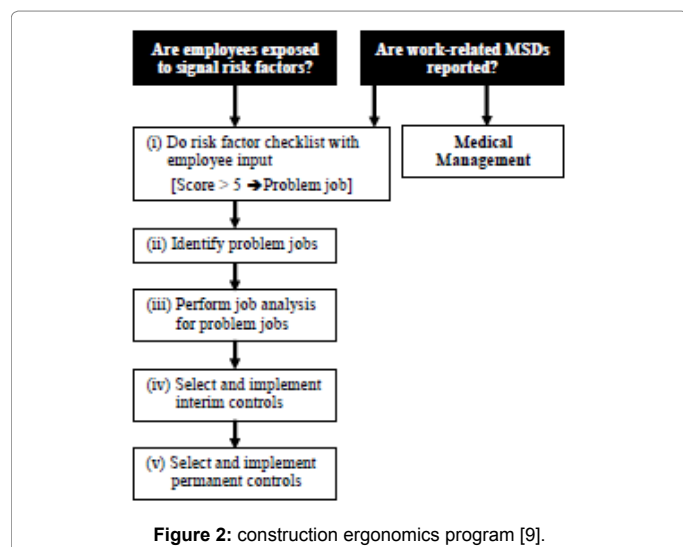 Are employees exposed
to signal risk factors?
Are work-related MSDs
reported?
(i) Do risk factor checklist with
employee input
[Score > 5 ➔Problem job]
Medical
Management
(ii) Identify problem jobs
(iii) Perform job analysis
for problem jobs
(iv) Select and implement
interim controls
(v) Select and implement
permanent controls
Figure 2: construction ergonomics program [9].